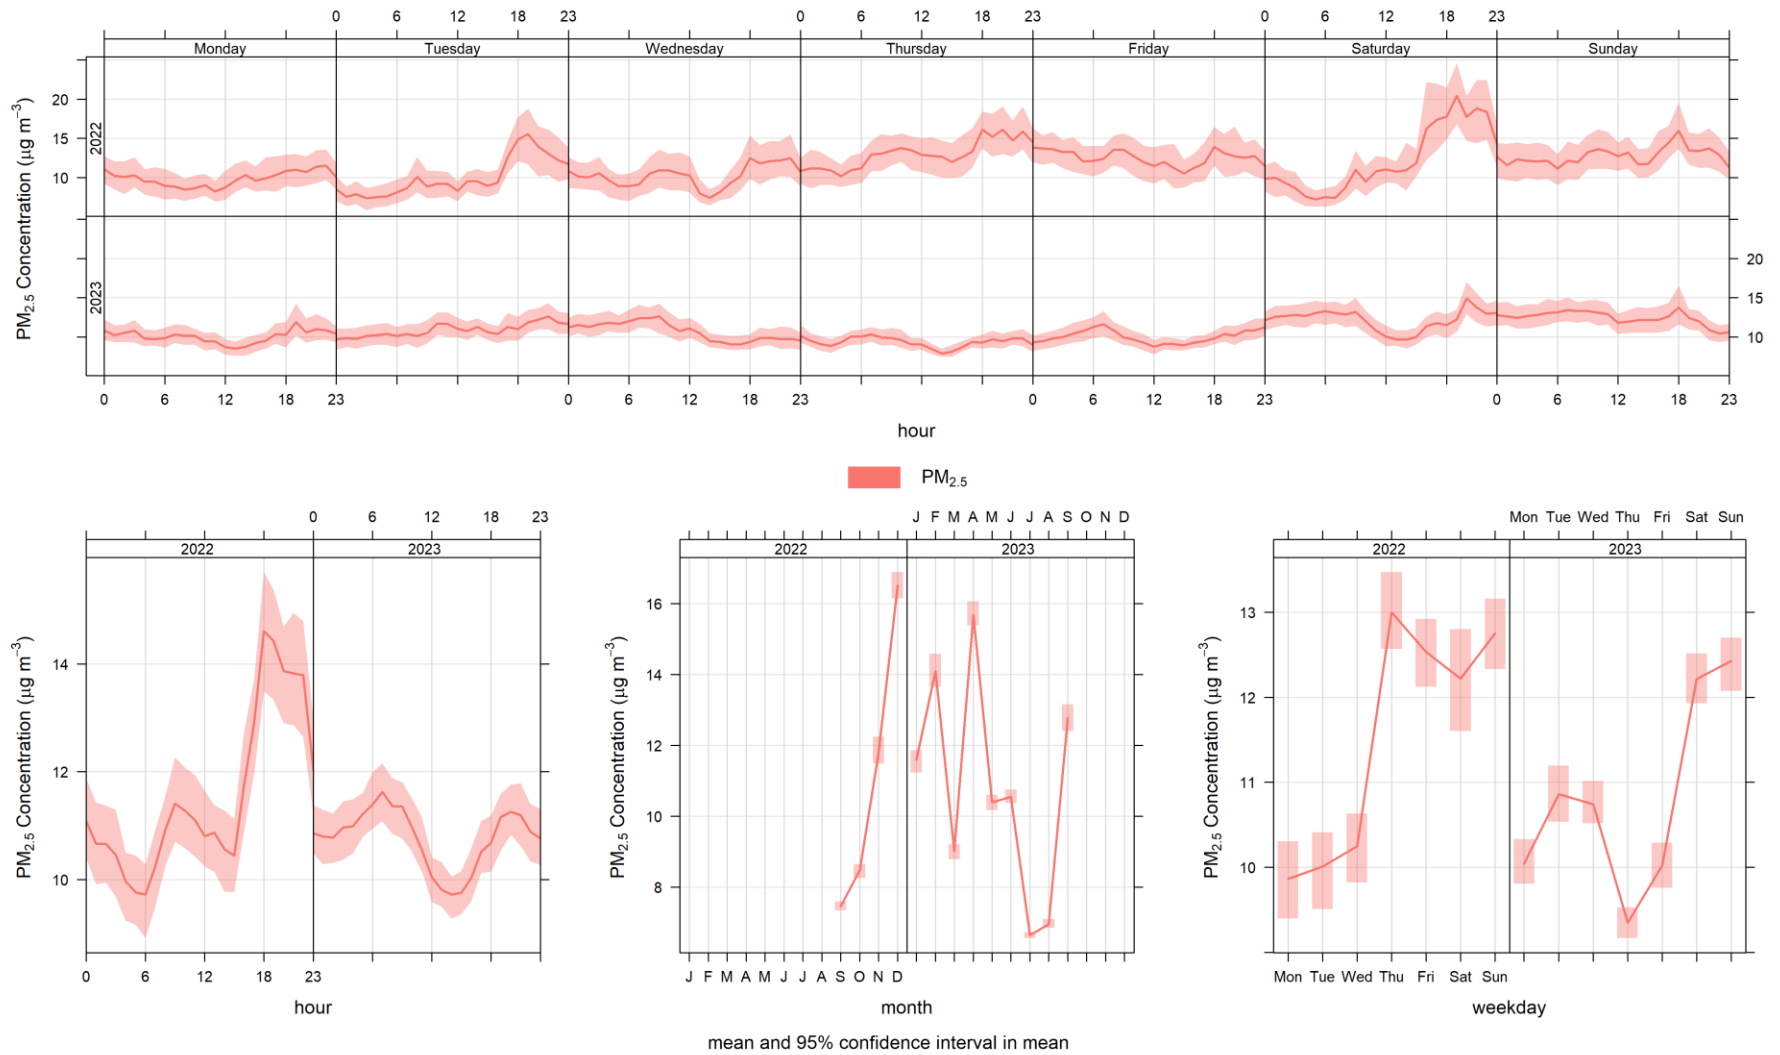 0 6 12 18 23 0 6 12 18 23 0 6 12 18 23
Monday Tuesday Wednesday Thursday Friday Saturday Sunday
PM2.5 Concentration (µg m−3)
2022
20
15
10
PM2.5 Concentration (µg m−3)
2023
20
15
10
0 6 12 18 23 0 6 12 18 23 0 6 12 18 23 0 6 12 18 23
hour
PM2.5
0 6 12 18 23
2022 2023
PM2.5 Concentration (µg m−3)
14
12
10
0 6 12 18 23
hour
J F M A M J J A S O N D
2022 2023
PM2.5 Concentration (µg m−3)
16
14
12
10
8
J F M A M J J A S O N D
month
Mon Tue Wed Thu Fri Sat Sun
2022 2023
PM2.5 Concentration (µg m−3)
13
12
11
10
Mon Tue Wed Thu Fri Sat Sun
weekday
mean and 95% confidence interval in mean